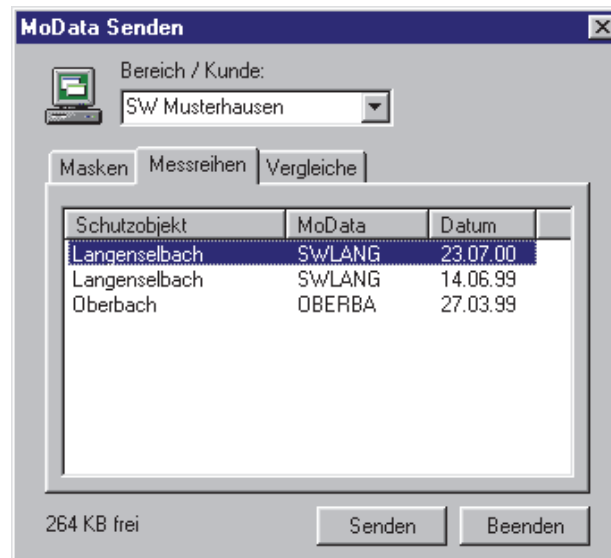 MoData Senden
Bereich / Kunde:
SW Musterhausen
Masken Messreihen Vergleiche
Schutzobjekt MoData Datum
Langenselbach SWLANG 23.07.00
Langenselbach SWLANG 14.06.99
Oberbach OBERBA 27.03.99
264 KB frei Senden Beenden